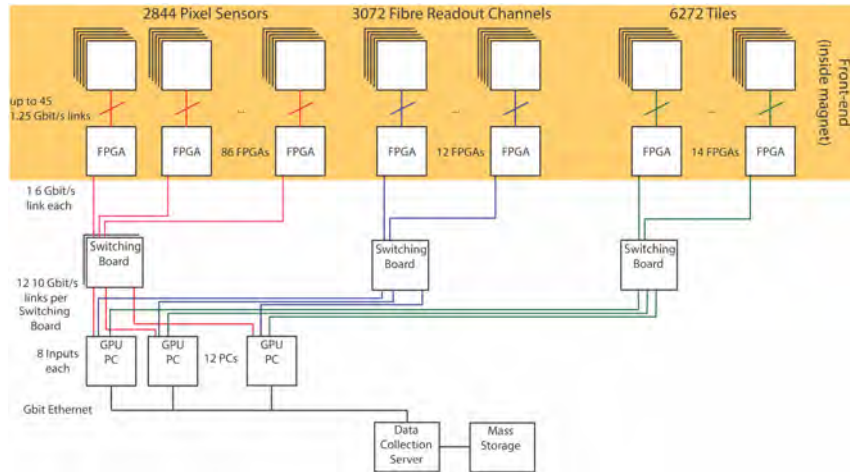 2844 Pixel Sensors
3072 Fibre Readout Channels
6272 Tiles
Front-end
(inside magnet)
up to 45
1.25 Gbit/s links
...
...
...
FPGA
FPGA
86 FPGAs
FPGA
FPGA
12 FPGAs
FPGA
FPGA
14 FPGAs
FPGA
1 6 Gbit/s
link each
Switching
Board
Switching
Board
Switching
Board
12 10 Gbit/s
links per
Switching
Board
8 Inputs
each
GPU
PC
GPU
PC
12 PCs
GPU
PC
Gbit Ethernet
Data
Collection
Server
Mass
Storage